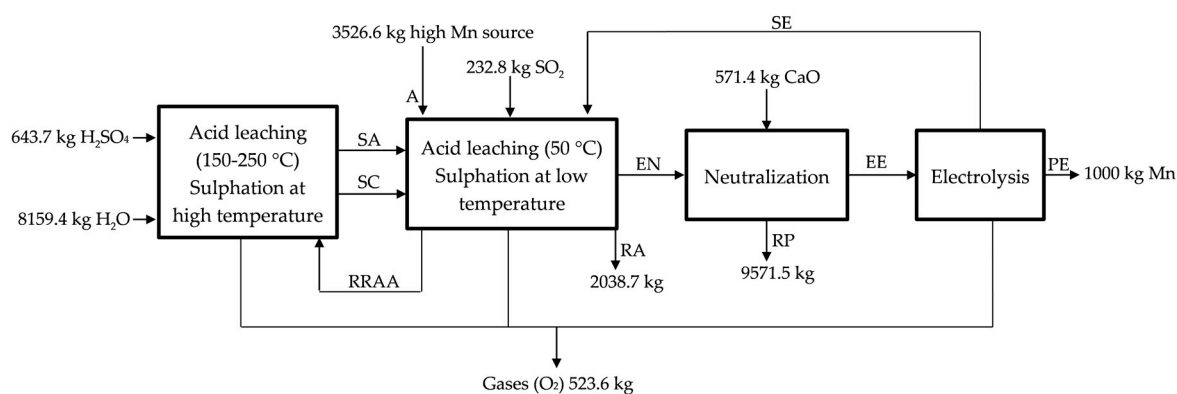 SE
3526.6 kg high Mn source
232.8 kg SO₂
571.4 kg CaO
A
643.7 kg H₂SO₄
8159.4 kg H₂O
Acid leaching
(150-250 °C)
Sulphation at
high temperature
SA
SC
Acid leaching (50 °C)
Sulphation at low
temperature
EN
Neutralization
EE
Electrolysis
PE
1000 kg Mn
RRAA
RA
2038.7 kg
RP
9571.5 kg
Gases (O₂) 523.6 kg